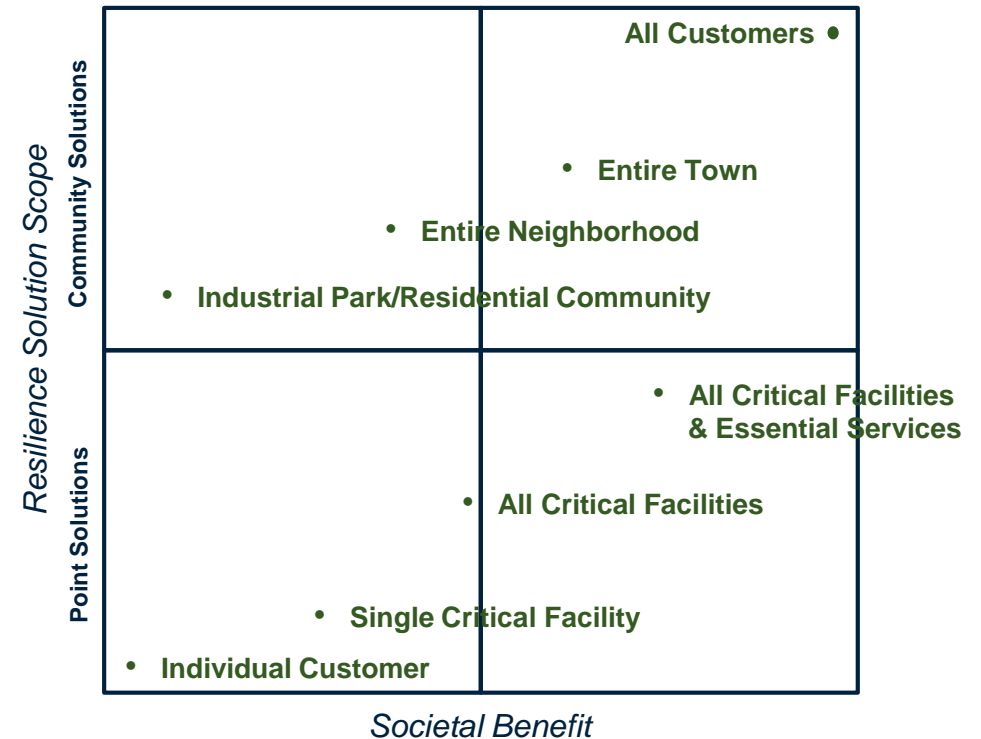 All Customers
Entire Town
Entire Neighborhood
Industrial Park/Residential Community
All Critical Facilities
& Essential Services
All Critical Facilities
Single Critical Facility
Individual Customer
Resilience Solution Scope
Community Solutions
Point Solutions
Societal Benefit